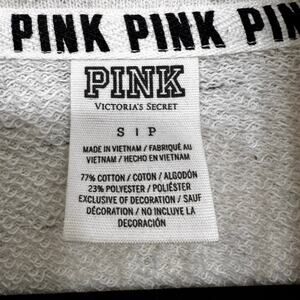 PINK PINK PIN
PINK
VICTORIA'S SECRET
S | P
MADE IN VIETNAM / FABRIQUÉ AU
VIETNAM / HECHO EN VIETNAM
77% COTTON / COTON / ALGODÓN
23% POLYESTER / POLIÉSTER
EXCLUSIVE OF DECORATION / SAUF
DÉCORATION / NO INCLUYE LA
DECORACIÓN